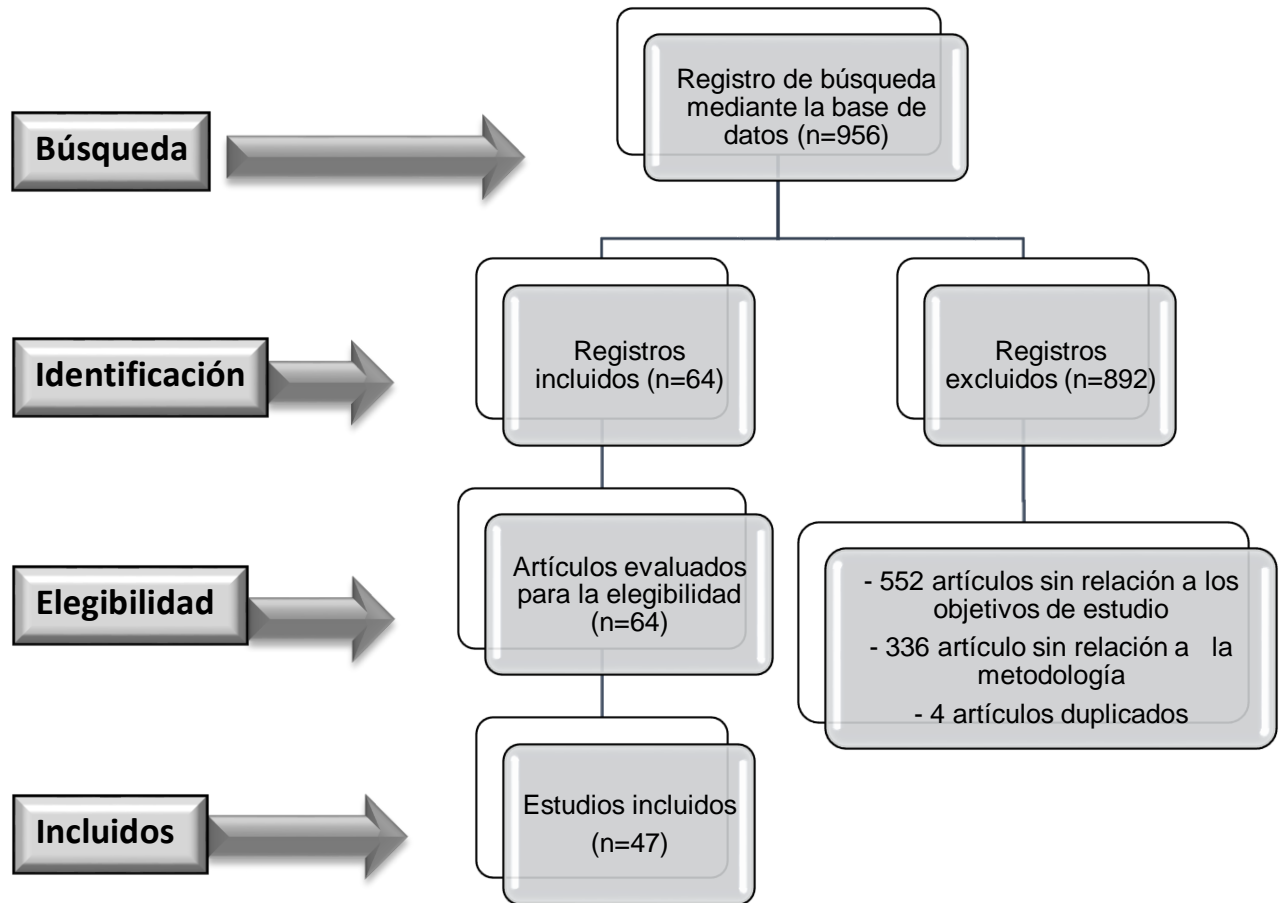 Búsqueda
Registro de búsqueda
mediante la base de
datos (n=956)
Identificación
Registros
incluidos (n=64)
Registros
excluidos (n=892)
Elegibilidad
Artículos evaluados
para la elegibilidad
(n=64)
- 552 artículos sin relación a los
objetivos de estudio
- 336 artículo sin relación a la
metodología
- 4 artículos duplicados
Incluidos
Estudios incluidos
(n=47)